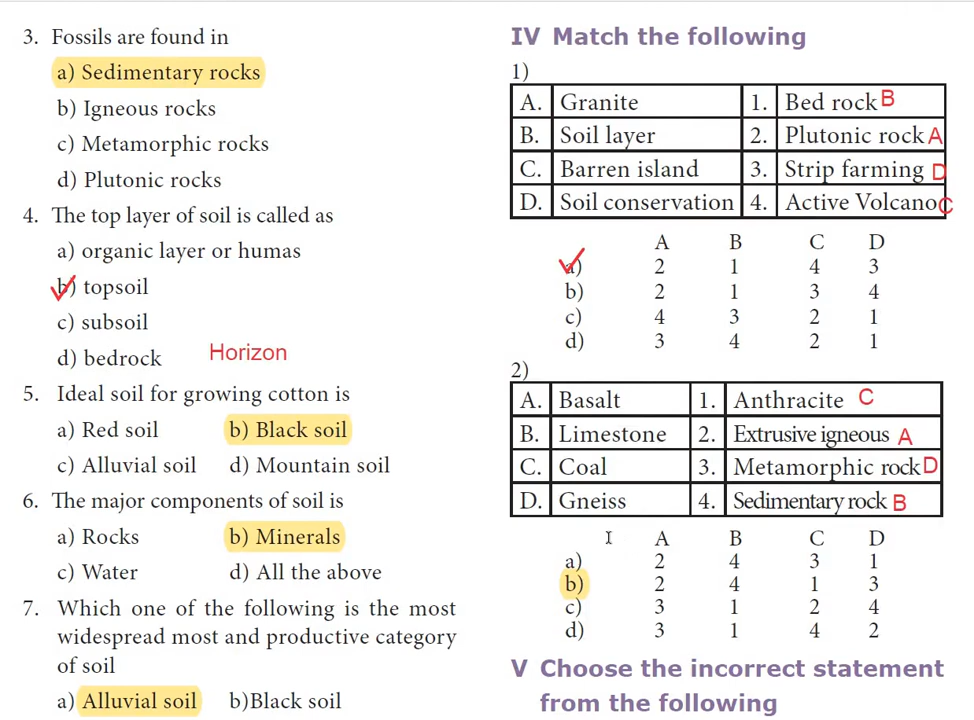 3. Fossils are found in
a) Sedimentary rocks
b) Igneous rocks
c) Metamorphic rocks
d) Plutonic rocks
4. The top layer of soil is called as
a) organic layer or humas
b) topsoil
c) subsoil
d) bedrock Horizon
5. Ideal soil for growing cotton is
a) Red soil b) Black soil
c) Alluvial soil d) Mountain soil
6. The major components of soil is
a) Rocks b) Minerals
c) Water d) All the above
7. Which one of the following is the most
widespread most and productive category
of soil
a) Alluvial soil b)Black soil
IV Match the following
1)
A. Granite 1. Bed rock B
B. Soil layer 2. Plutonic rock A
C. Barren island 3. Strip farming D
D. Soil conservation 4. Active Volcano C
A B C D
a) 2 1 4 3
b) 2 1 3 4
c) 4 3 2 1
d) 3 4 2 1
2)
A. Basalt 1. Anthracite C
B. Limestone 2. Extrusive igneous A
C. Coal 3. Metamorphic rock D
D. Gneiss 4. Sedimentary rock B
A B C D
a) 2 4 3 1
b) 2 4 1 3
c) 3 1 2 4
d) 3 1 4 2
V Choose the incorrect statement
from the following